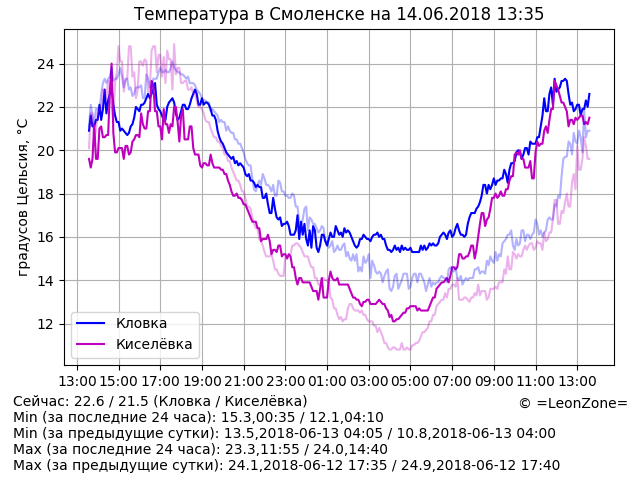 Температура в Смоленске на 14.06.2018 13:35
градусов Цельсия, °C
24
22
20
18
16
14
12
Кловка
Киселёвка
13:00 15:00 17:00 19:00 21:00 23:00 01:00 03:00 05:00 07:00 09:00 11:00 13:00
Сейчас: 22.6 / 21.5 (Кловка / Киселёвка)
© =LeonZone=
Min (за последние 24 часа): 15.3,00:35 / 12.1,04:10
Min (за предыдущие сутки): 13.5,2018-06-13 04:05 / 10.8,2018-06-13 04:00
Max (за последние 24 часа): 23.3,11:55 / 24.0,14:40
Max (за предыдущие сутки): 24.1,2018-06-12 17:35 / 24.9,2018-06-12 17:40